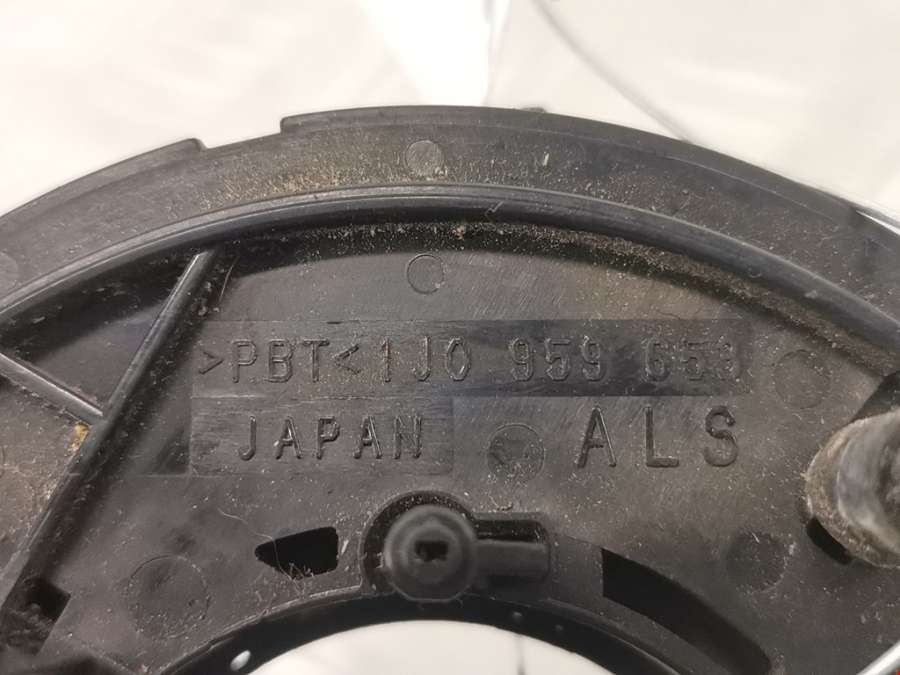 >PBT< 1J0 959 653
JAPAN ALS